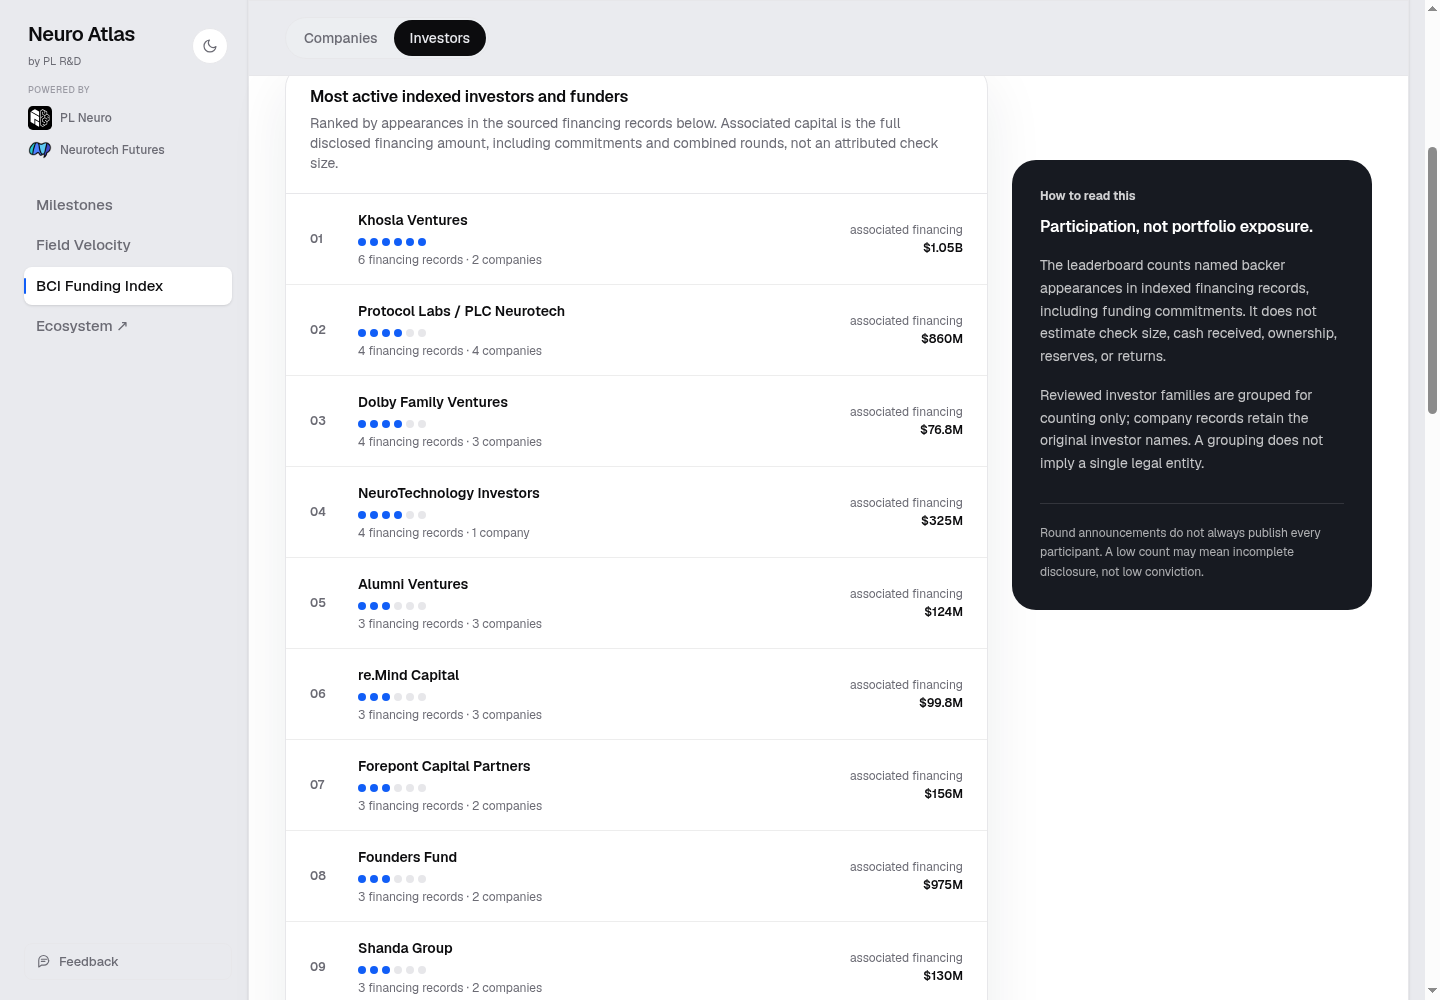 Neuro Atlas
by PL R&D
POWERED BY
PL Neuro
Neurotech Futures
Milestones
Field Velocity
BCI Funding Index
Ecosystem ↗
Feedback
Companies
Investors
Most active indexed investors and funders
Ranked by appearances in the sourced financing records below. Associated capital is the full
disclosed financing amount, including commitments and combined rounds, not an attributed check
size.
01
Khosla Ventures
6 financing records · 2 companies
associated financing
$1.05B
02
Protocol Labs / PLC Neurotech
4 financing records · 4 companies
associated financing
$860M
03
Dolby Family Ventures
4 financing records · 3 companies
associated financing
$76.8M
04
NeuroTechnology Investors
4 financing records · 1 company
associated financing
$325M
05
Alumni Ventures
3 financing records · 3 companies
associated financing
$124M
06
re.Mind Capital
3 financing records · 3 companies
associated financing
$99.8M
07
Forepont Capital Partners
3 financing records · 2 companies
associated financing
$156M
08
Founders Fund
3 financing records · 2 companies
associated financing
$975M
09
Shanda Group
3 financing records · 2 companies
associated financing
$130M
How to read this
Participation, not portfolio exposure.
The leaderboard counts named backer
appearances in indexed financing records,
including funding commitments. It does not
estimate check size, cash received, ownership,
reserves, or returns.
Reviewed investor families are grouped for
counting only; company records retain the
original investor names. A grouping does not
imply a single legal entity.
Round announcements do not always publish every
participant. A low count may mean incomplete
disclosure, not low conviction.